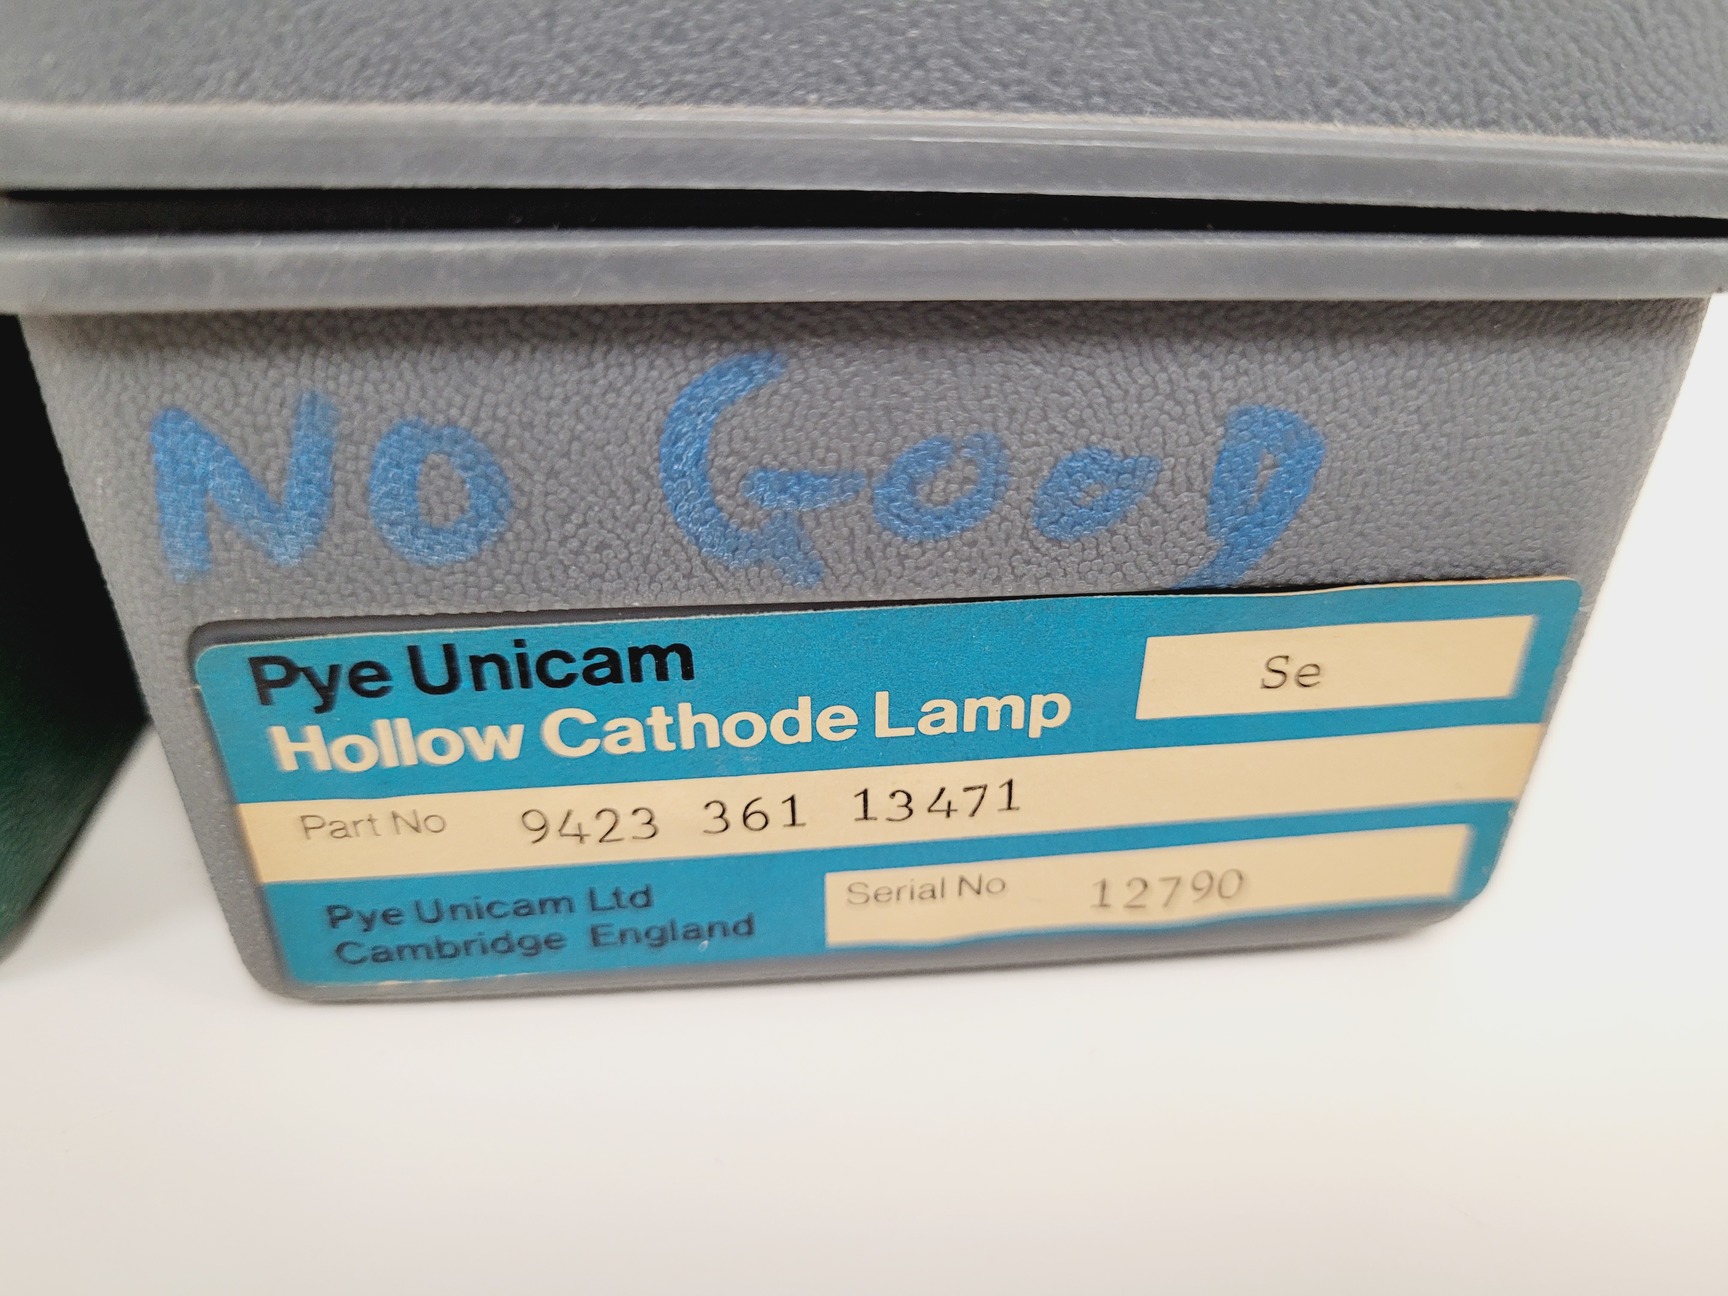 NO GOOD
Pye Unicam
Hollow Cathode Lamp
Se
Part No 9423 361 13471
Pye Unicam Ltd
Cambridge England
Serial No 12790